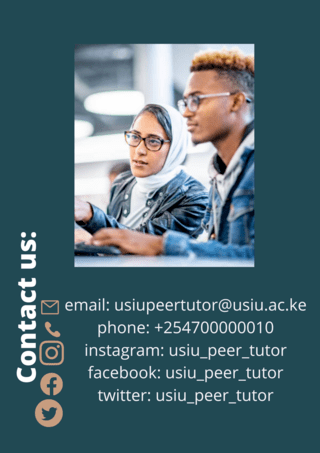 Contact us:
email: usiupeertutor@usiu.ac.ke
phone: +254700000010
instagram: usiu_peer_tutor
facebook: usiu_peer_tutor
twitter: usiu_peer_tutor